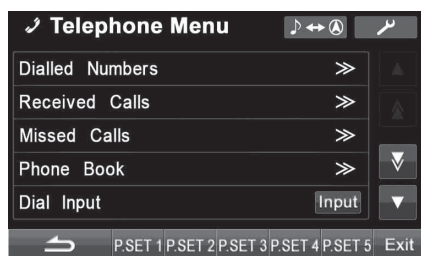 Telephone Menu
Dialled Numbers
Received Calls
Missed Calls
Phone Book
Dial Input Input
P.SET 1 P.SET 2 P.SET 3 P.SET 4 P.SET 5 Exit